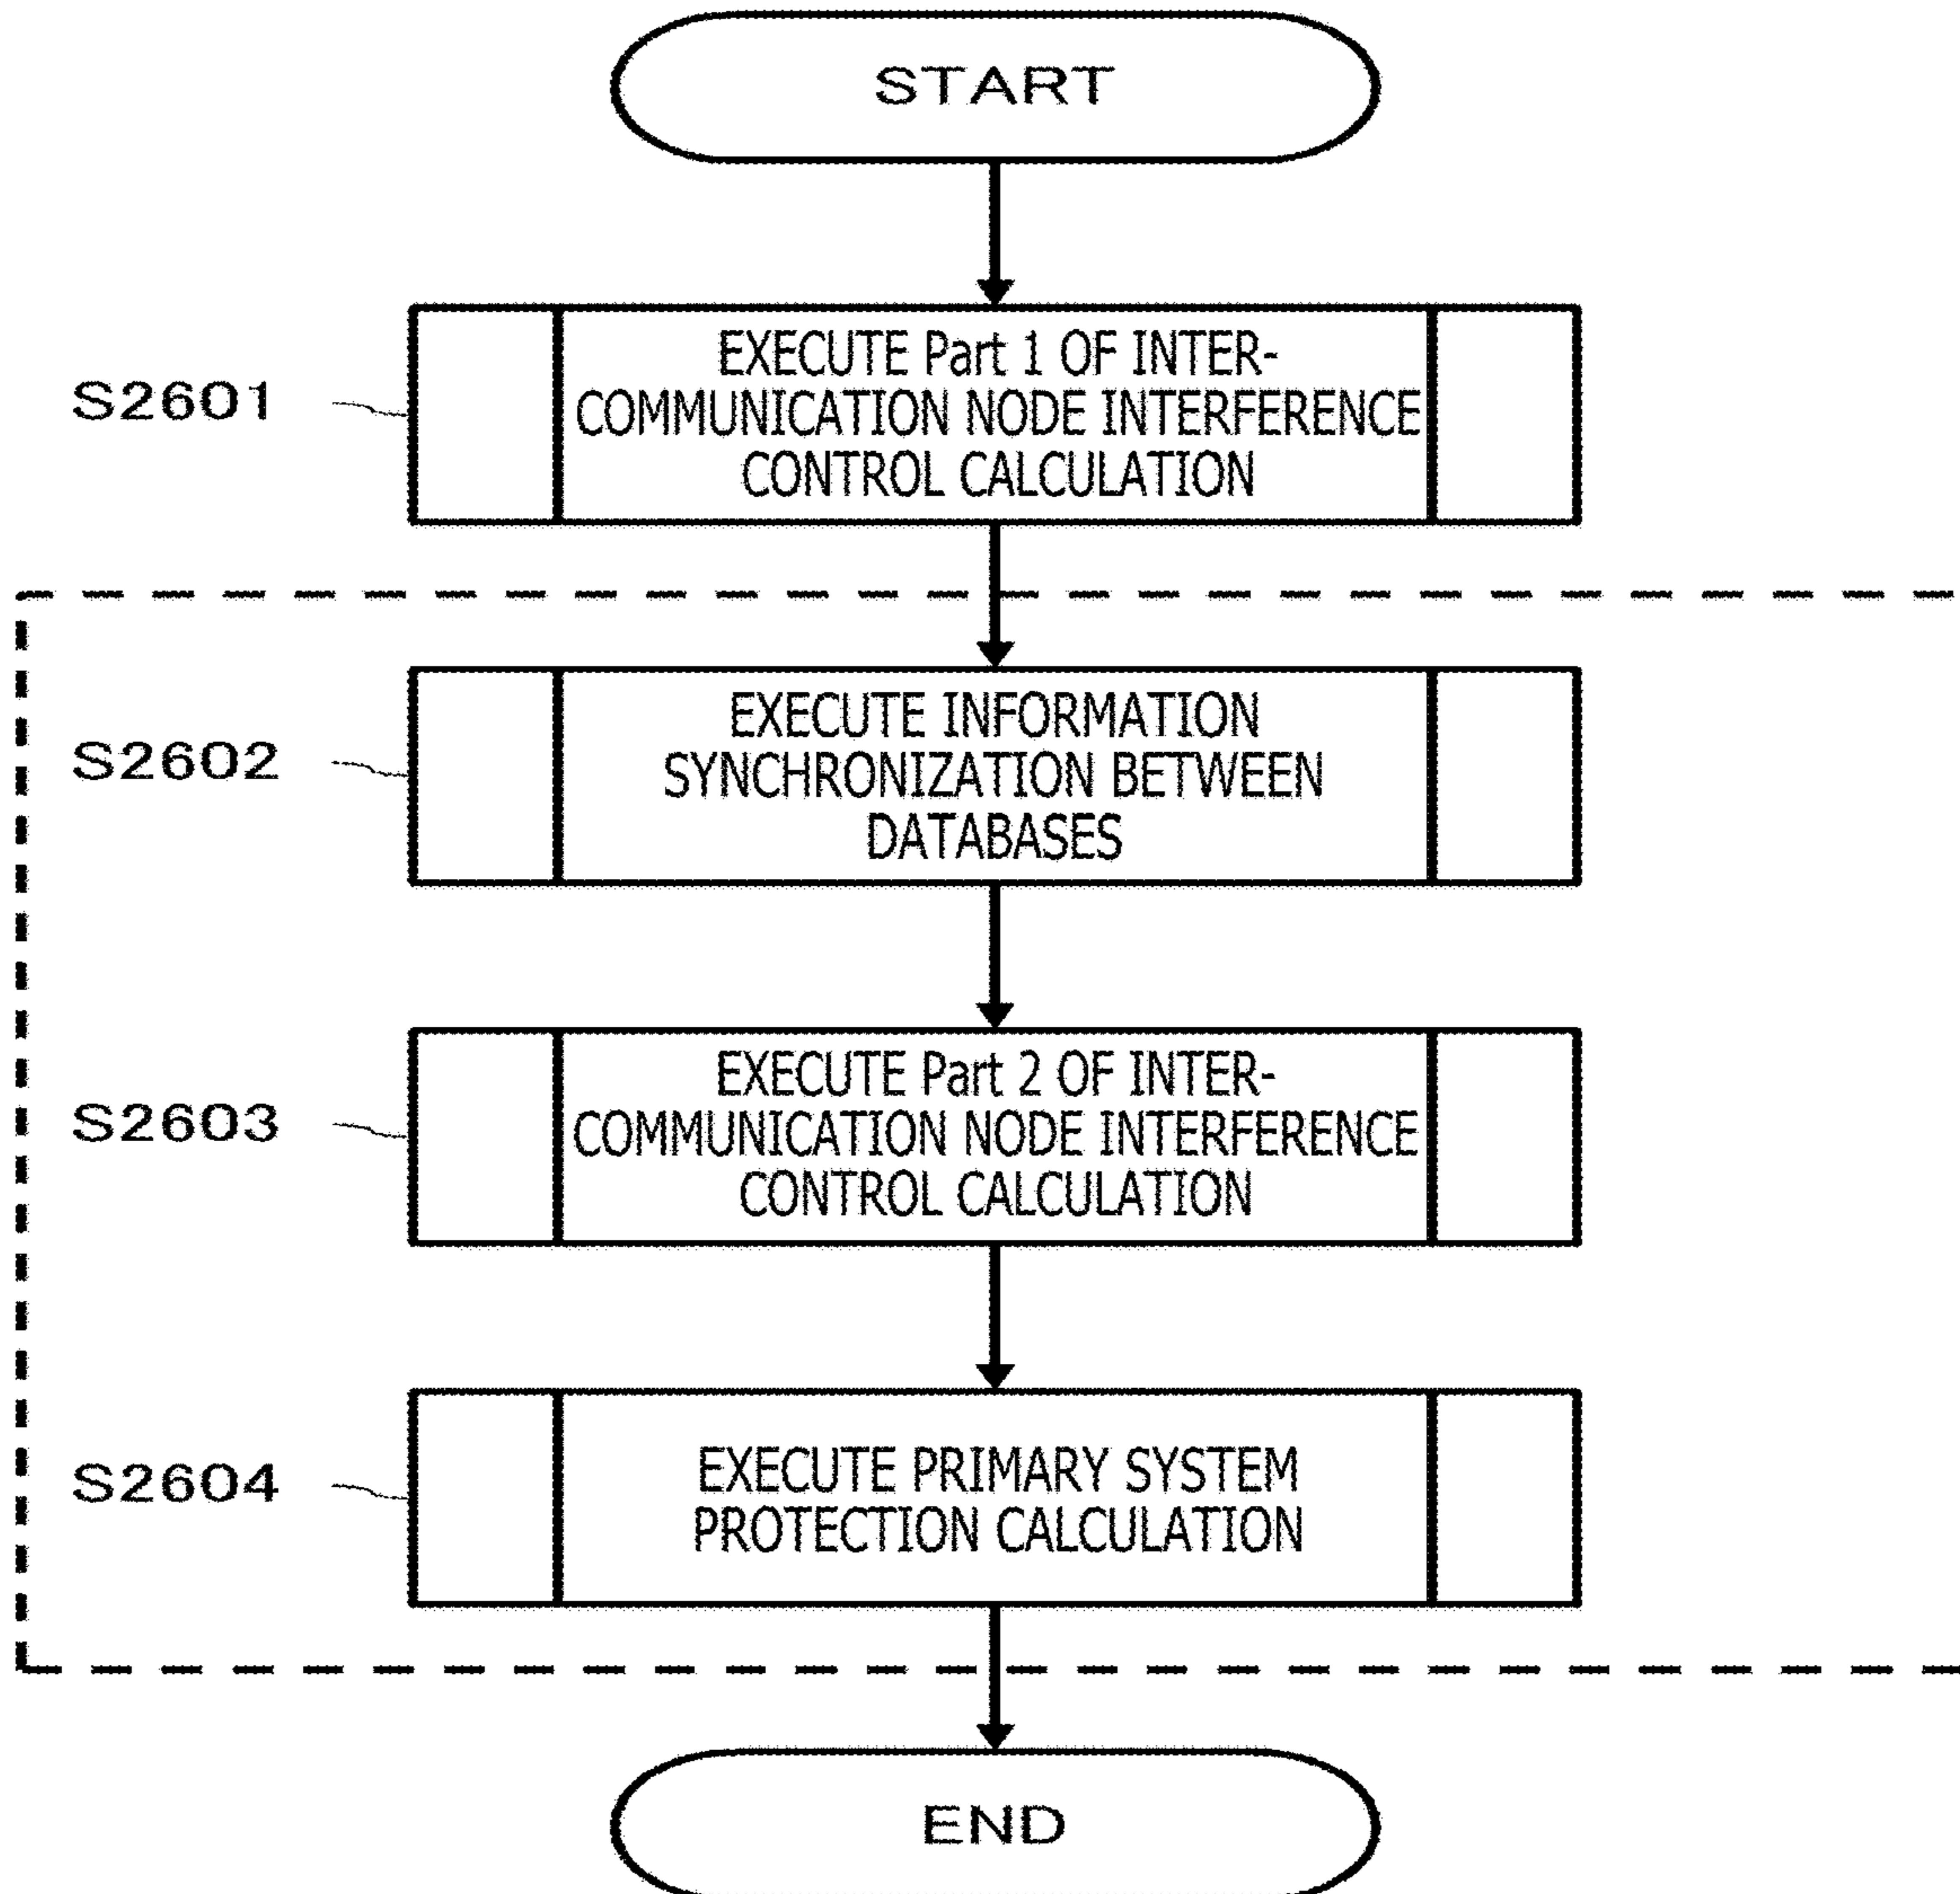 START
S2601
EXECUTE Part 1 OF INTER-
COMMUNICATION NODE INTERFERENCE
CONTROL CALCULATION
S2602
EXECUTE INFORMATION
SYNCHRONIZATION BETWEEN
DATABASES
S2603
EXECUTE Part 2 OF INTER-
COMMUNICATION NODE INTERFERENCE
CONTROL CALCULATION
S2604
EXECUTE PRIMARY SYSTEM
PROTECTION CALCULATION
END